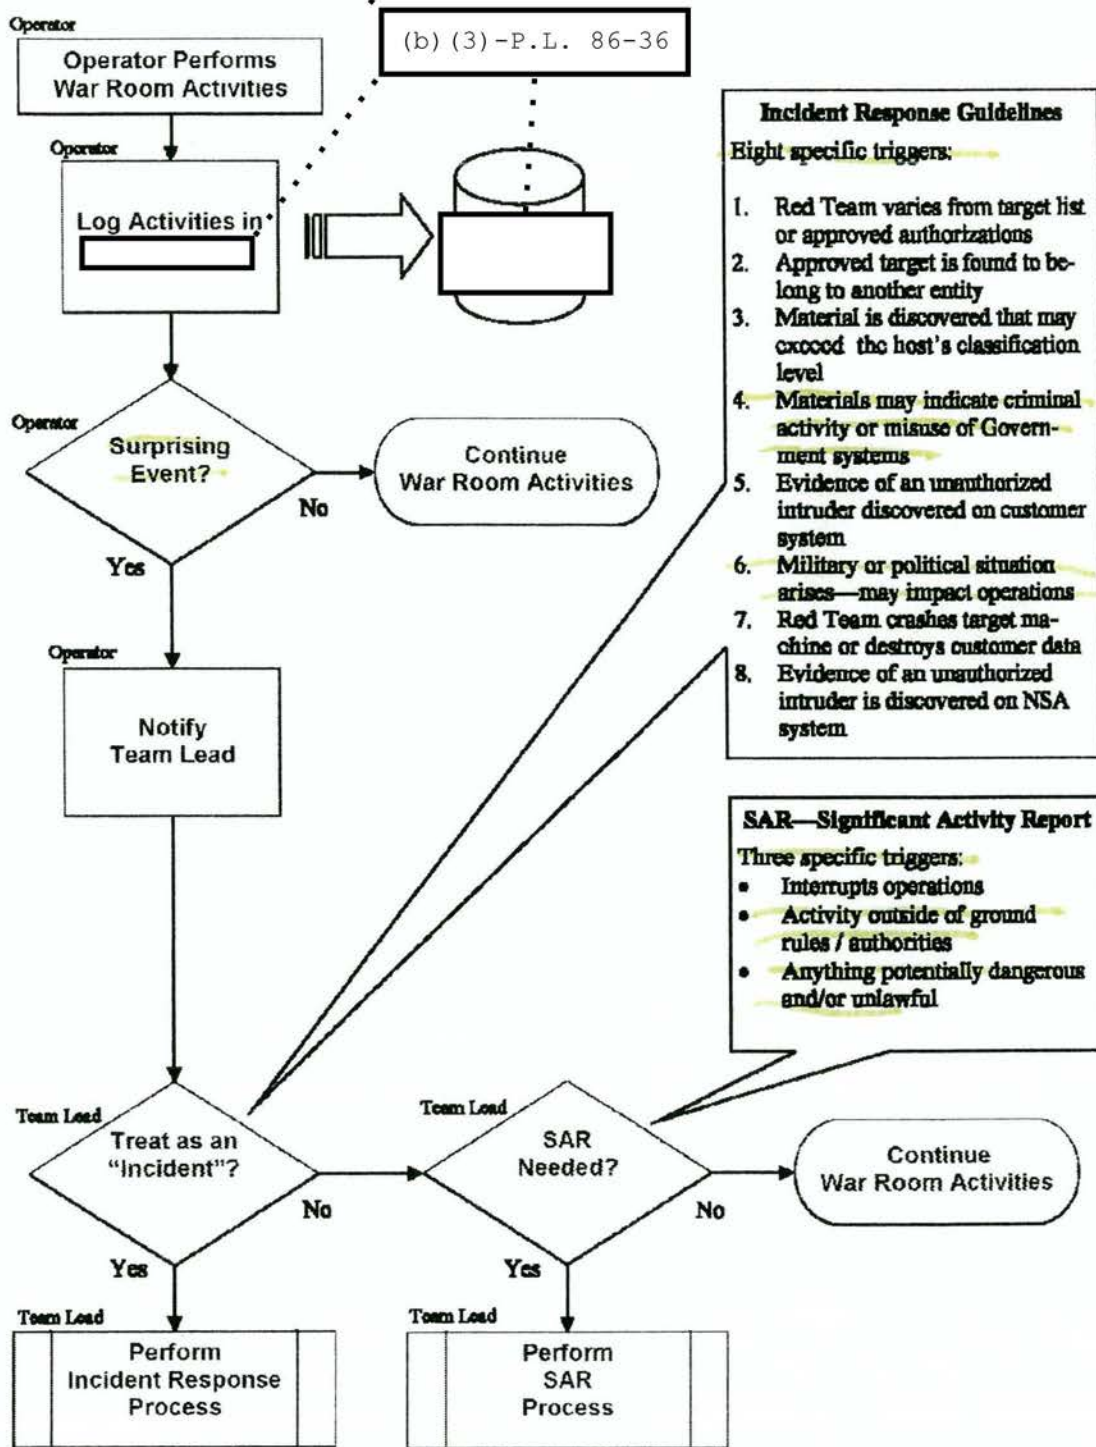 Operator
Operator Performs
War Room Activities
(b)(3)-P.L. 86-36
Operator
Log Activities in
Operator
Surprising
Event?
No
Yes
Continue
War Room Activities
Operator
Notify
Team Lead
Incident Response Guidelines
Eight specific triggers:
1. Red Team varies from target list
or approved authorizations
2. Approved target is found to be-
long to another entity
3. Material is discovered that may
exceed the host's classification
level
4. Materials may indicate criminal
activity or misuse of Govern-
ment systems
5. Evidence of an unauthorized
intruder discovered on customer
system
6. Military or political situation
arises—may impact operations
7. Red Team crashes target ma-
chine or destroys customer data
8. Evidence of an unauthorized
intruder is discovered on NSA
system
SAR—Significant Activity Report
Three specific triggers:
• Interrupts operations
• Activity outside of ground
rules / authorities
• Anything potentially dangerous
and/or unlawful
Team Lead
Treat as an
"Incident"?
No
Yes
Team Lead
SAR
Needed?
No
Yes
Continue
War Room Activities
Team Lead
Perform
Incident Response
Process
Team Lead
Perform
SAR
Process